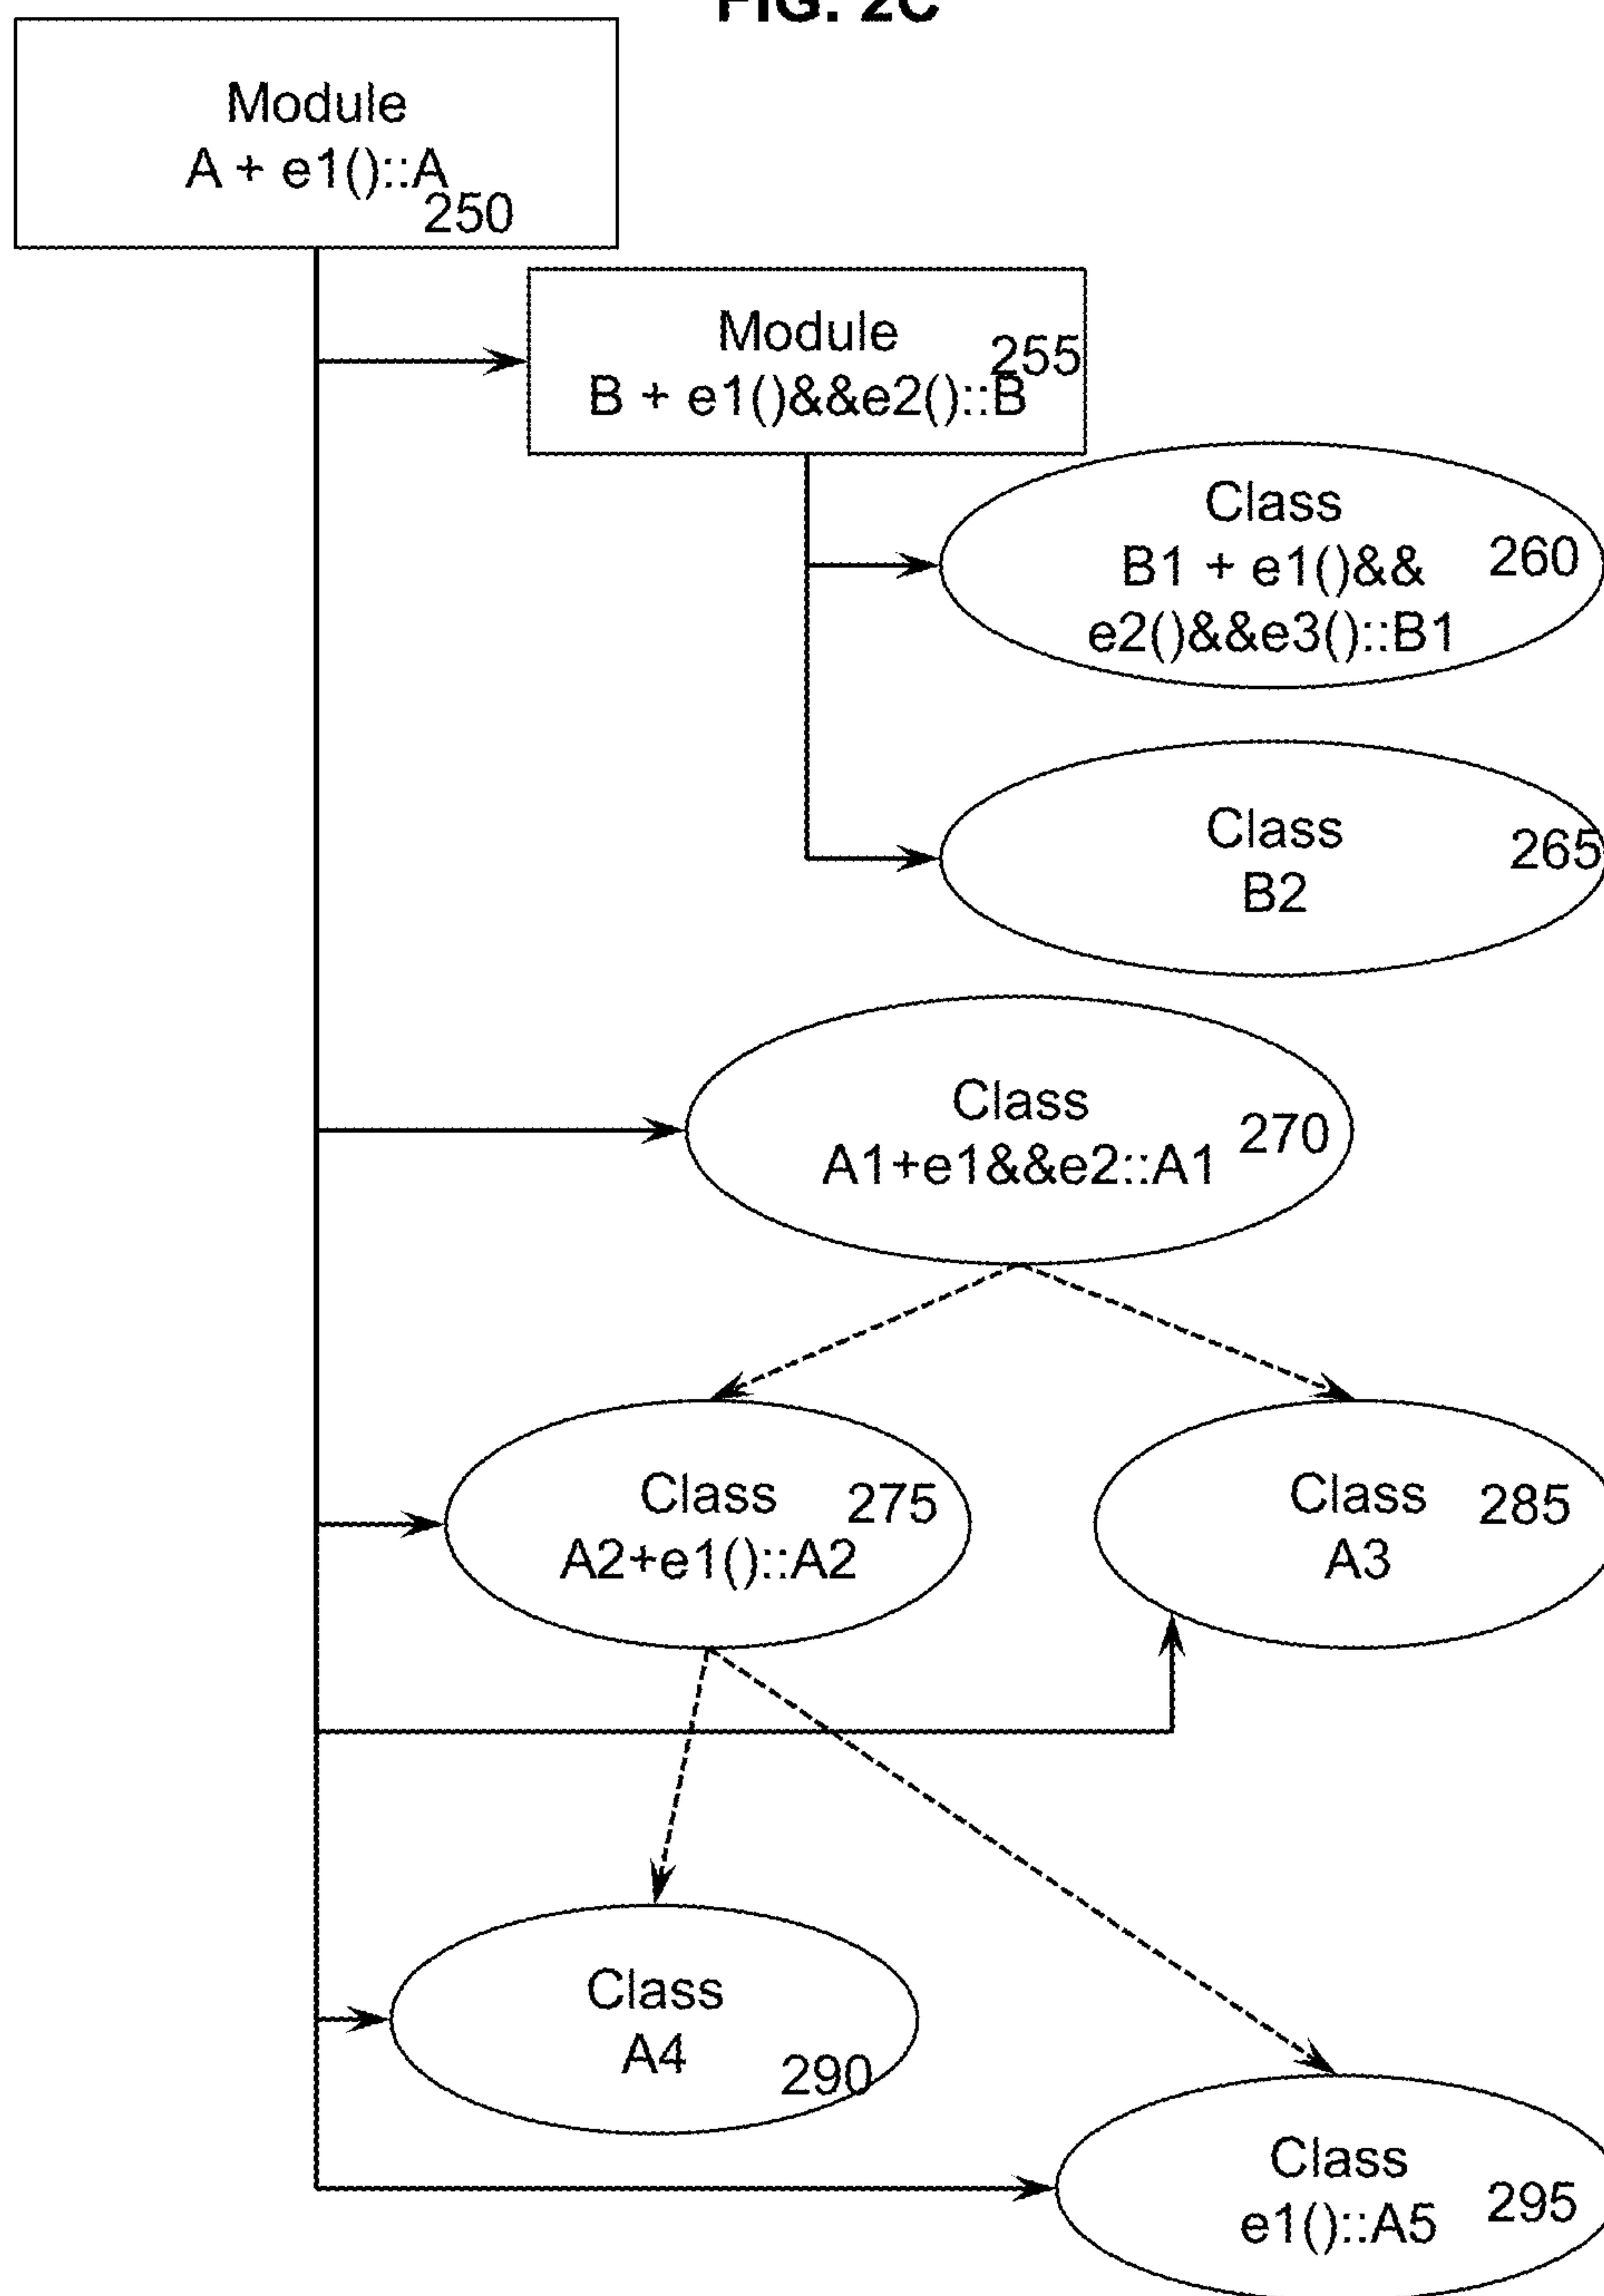 FIG. 2C
Module
A + e1()::A
250
Module
255
B + e1()&&e2()::B
Class
B1 + e1()&&
260
e2()&&e3()::B1
Class
265
B2
Class
270
A1+e1&&e2::A1
Class
275
A2+e1()::A2
Class
285
A3
Class
A4
290
Class
295
e1()::A5